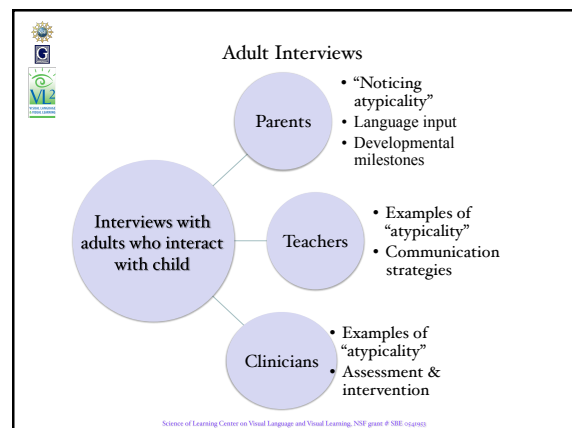 Adult Interviews
G
VL2
Parents
• “Noticing
atypicality”
• Language input
• Developmental
milestones
Interviews with
adults who interact
with child
Teachers
• Examples of
“atypicality”
• Communication
strategies
Clinicians
• Examples of
“atypicality”
• Assessment &
intervention
Science of Learning Center on Visual Language and Visual Learning, NSF grant # SBE 0541953